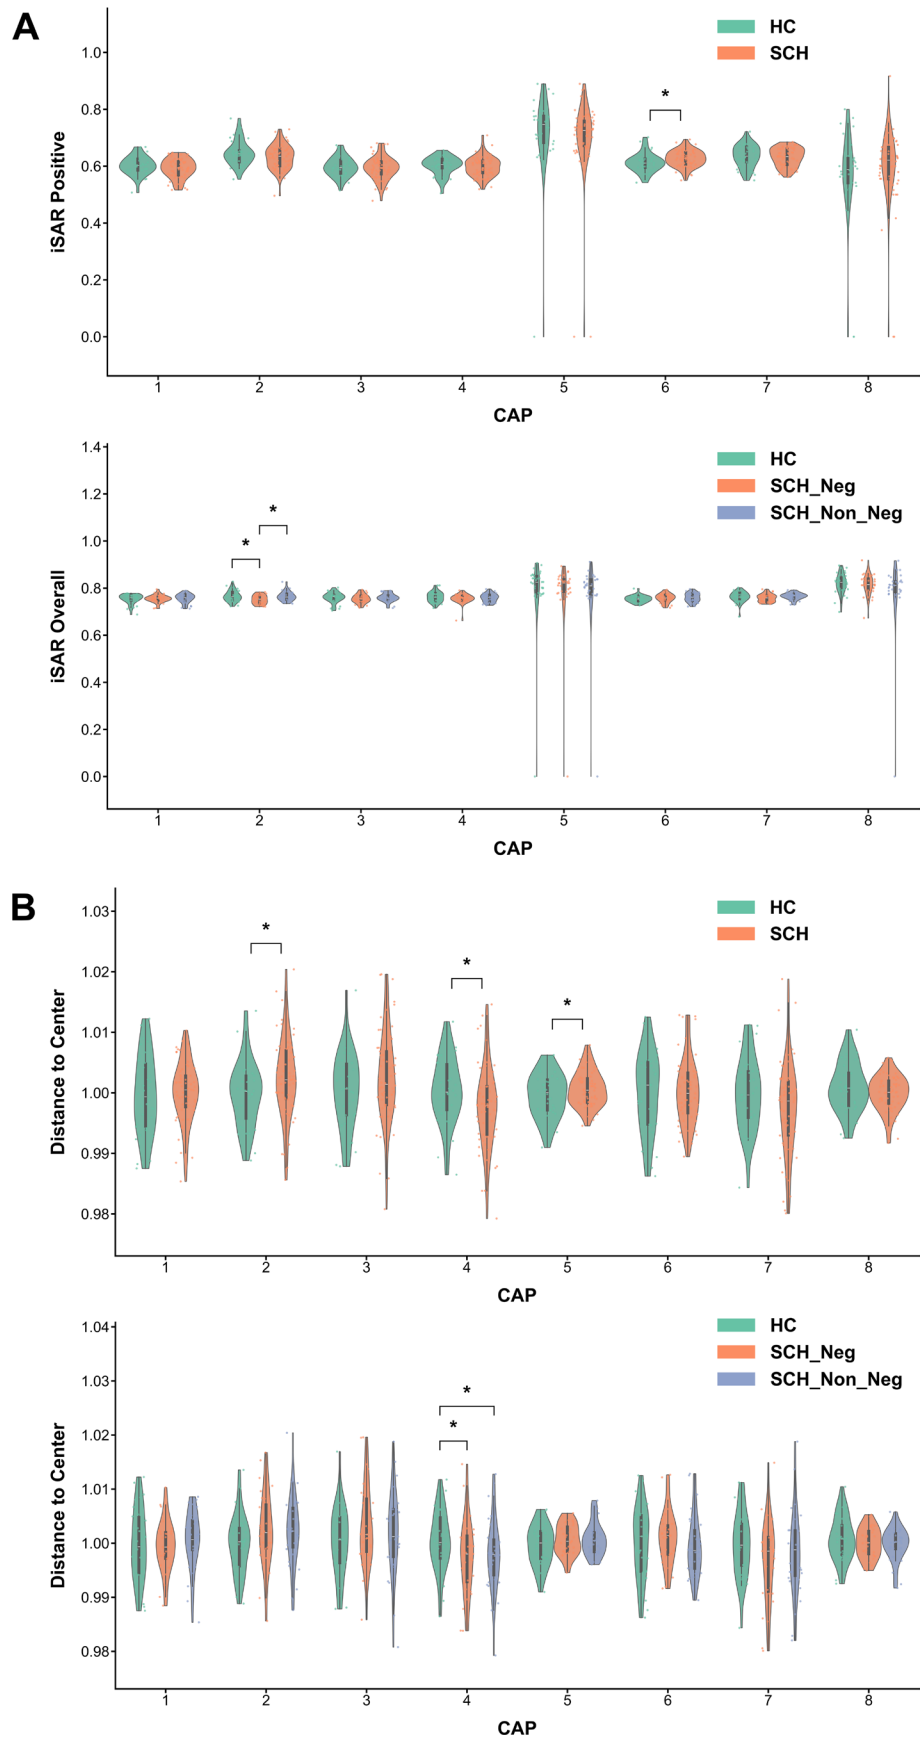 A
HC
SCH
*
iSAR Positive
1.0
0.8
0.6
0.4
0.2
0.0
1 2 3 4 5 6 7 8
CAP
HC
SCH_Neg
SCH_Non_Neg
* *
iSAR Overall
1.4
1.2
1.0
0.8
0.6
0.4
0.2
0.0
1 2 3 4 5 6 7 8
CAP
B
HC
SCH
* * *
Distance to Center
1.03
1.02
1.01
1.00
0.99
0.98
1 2 3 4 5 6 7 8
CAP
HC
SCH_Neg
SCH_Non_Neg
*
*
Distance to Center
1.04
1.03
1.02
1.01
1.00
0.99
0.98
1 2 3 4 5 6 7 8
CAP